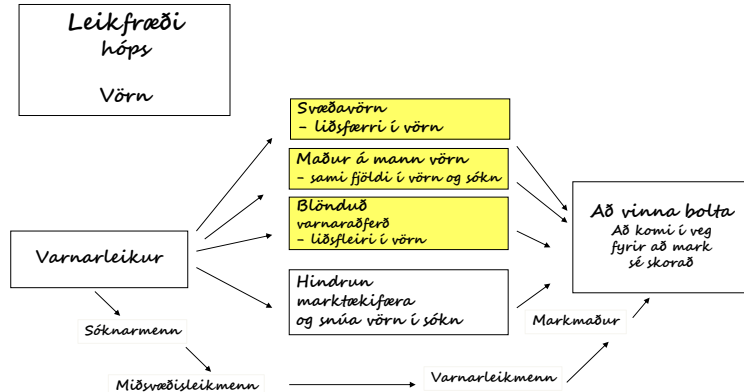 Leikfræði
hóps
Vörn
Svæðavörn
- liðsfærri í vörn
Maður á mann vörn
- sami fjöldi í vörn og sókn
Blönduð
varnaraðferð
- liðsfleiri í vörn
Varnarleikur
Hindrun
marktækifæra
og snúa vörn í sókn
Að vinna bolta
Að komi í veg
fyrir að mark
sé skorað
Sóknarmenn
Markmaður
Miðsvæðisleikmenn
Varnarleikmenn